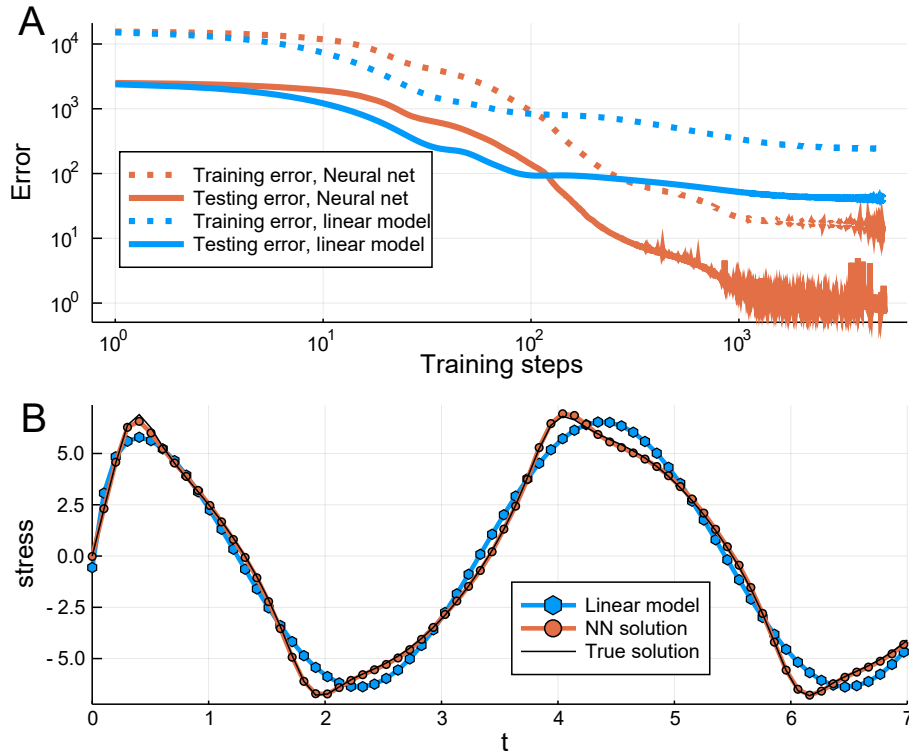 A
10⁴
10³
10²
10¹
10⁰
Error
Training error, Neural net
Testing error, Neural net
Training error, linear model
Testing error, linear model
10⁰ 10¹ 10² 10³
Training steps
B
5.0
2.5
0.0
-2.5
-5.0
stress
Linear model
NN solution
True solution
0 1 2 3 4 5 6 7
t